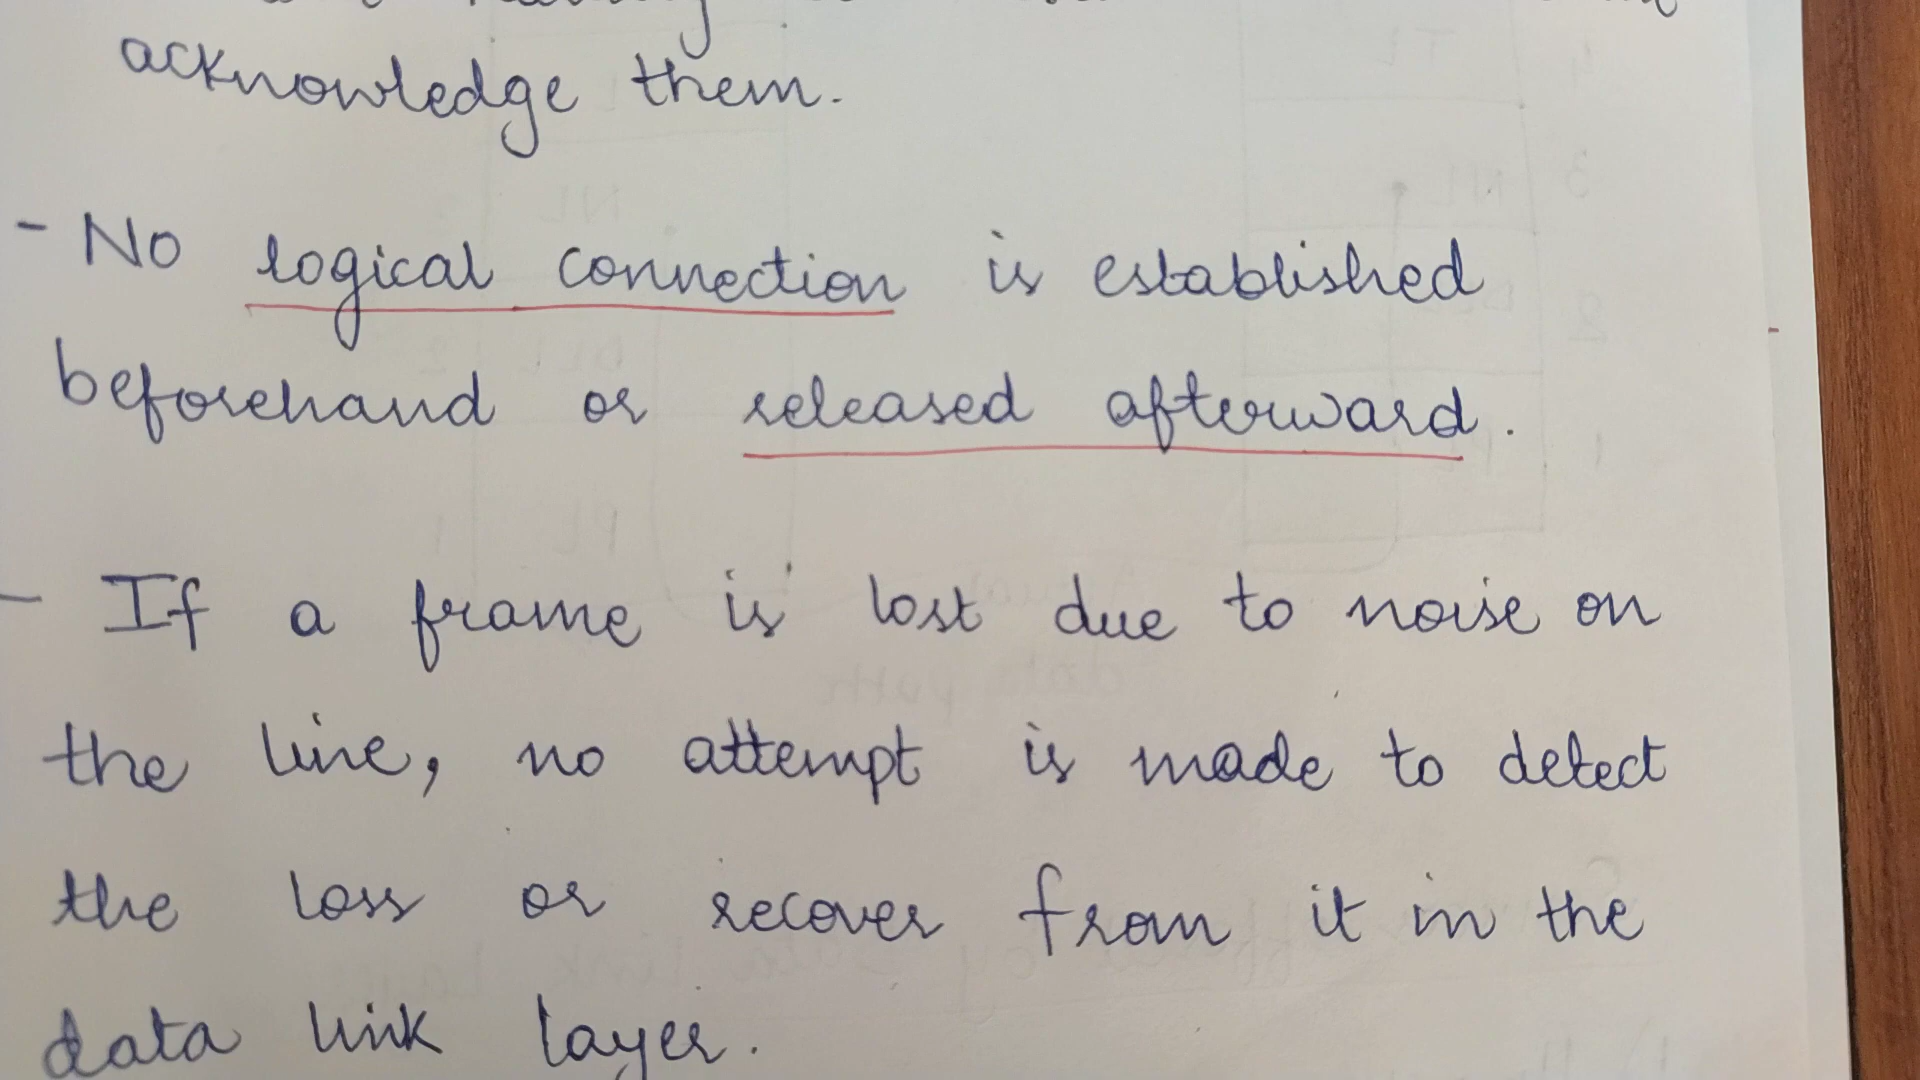 acknowledge them.
- No logical connection is established
beforehand or released afterward.
- If a frame is lost due to noise on
the line, no attempt is made to detect
the loss or recover from it in the
data link layer.